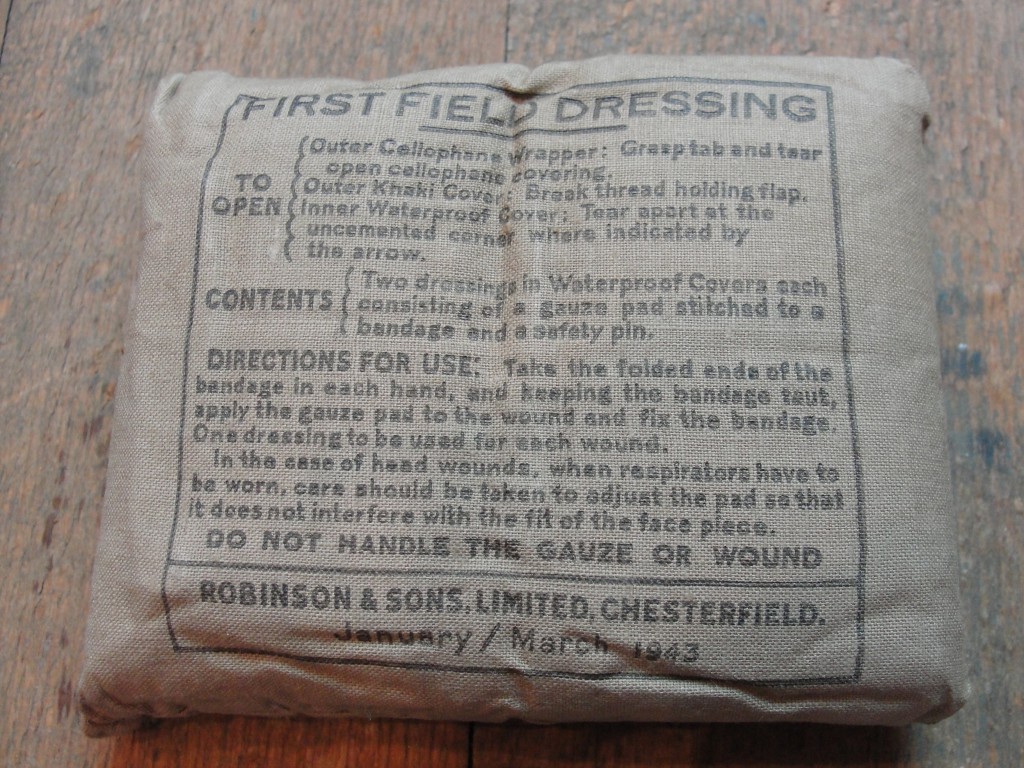 FIRST FIELD DRESSING
TO OPEN
Outer Cellophane Wrapper: Grasp tab and tear
open cellophane covering.
Outer Khaki Cover: Break thread holding flap.
Inner Waterproof Cover: Tear apart at the
uncemented corner where indicated by
the arrow.
CONTENTS
Two dressings in Waterproof Covers each
consisting of a gauze pad stitched to a
bandage and a safety pin.
DIRECTIONS FOR USE: Take the folded ends of the
bandage in each hand, and keeping the bandage taut,
apply the gauze pad to the wound and fix the bandage.
One dressing to be used for each wound.
In the case of head wounds, when respirators have to
be worn, care should be taken to adjust the pad so that
it does not interfere with the fit of the face piece.
DO NOT HANDLE THE GAUZE OR WOUND
ROBINSON & SONS, LIMITED, CHESTERFIELD.
January / March 1943